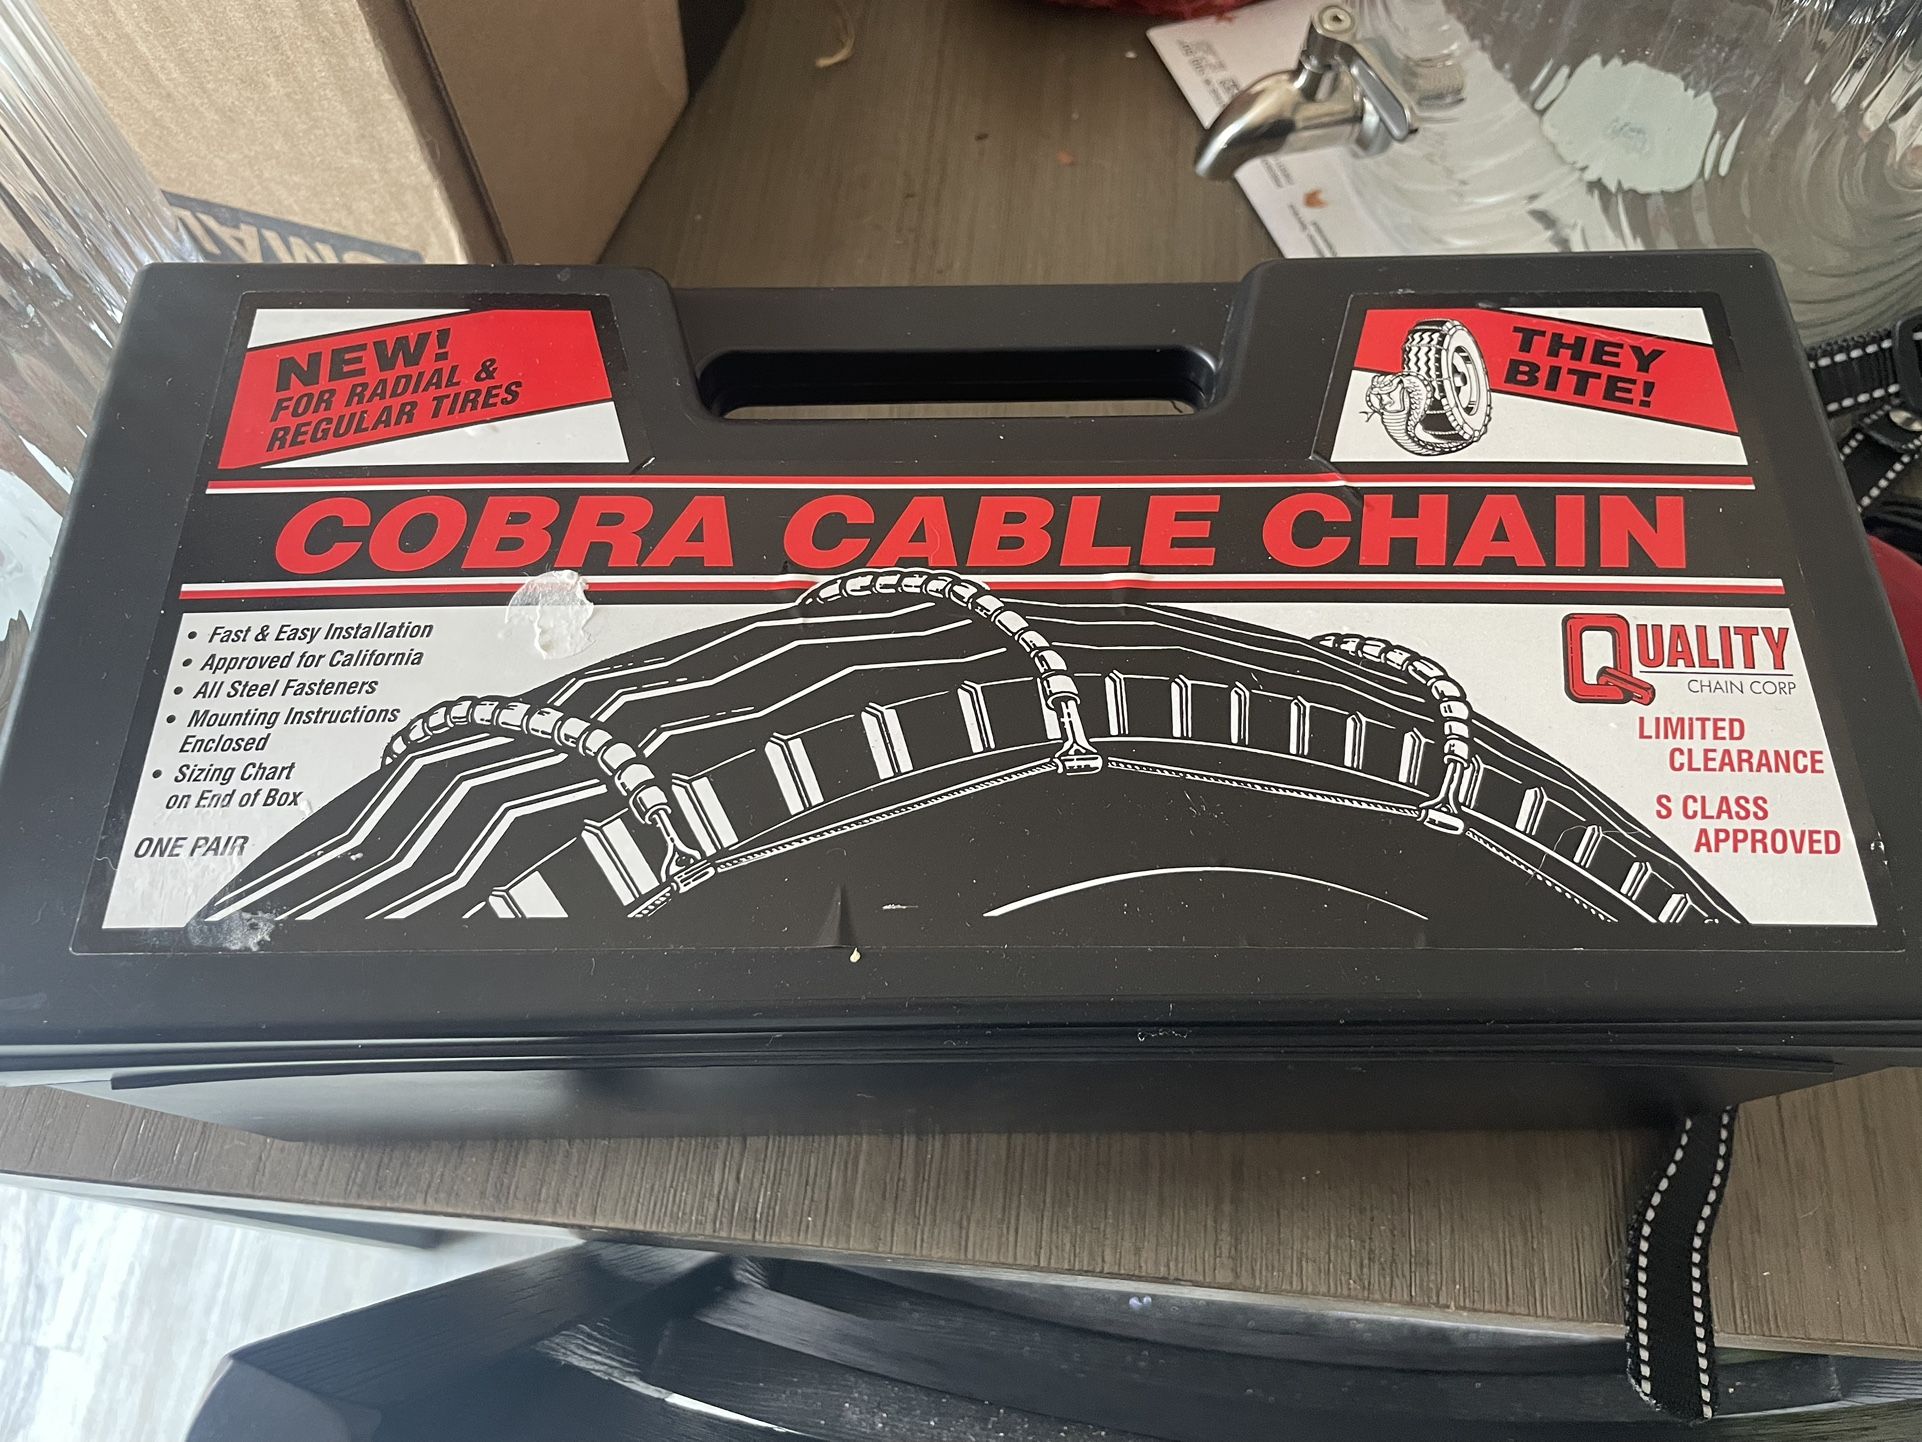 NEW!
FOR RADIAL &
REGULAR TIRES
THEY
BITE!
COBRA CABLE CHAIN
• Fast & Easy Installation
• Approved for California
• All Steel Fasteners
• Mounting Instructions
Enclosed
• Sizing Chart
on End of Box
ONE PAIR
QUALITY
CHAIN CORP
LIMITED
CLEARANCE
S CLASS
APPROVED